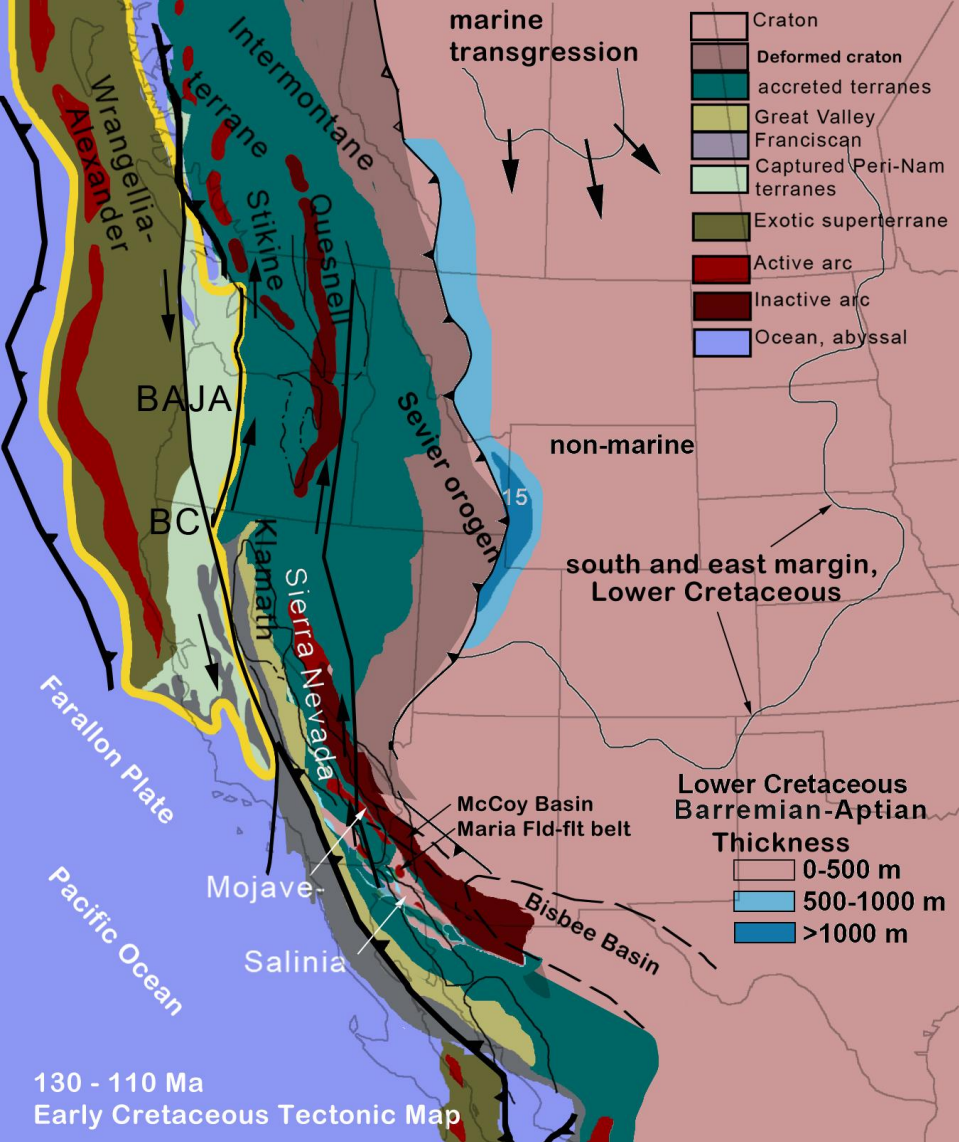 marine
transgression
Craton
Deformed craton
accreted terranes
Great Valley
Franciscan
Captured Peri-Nam
terranes
Exotic superterrane
Active arc
Inactive arc
Ocean, abyssal
Intermontane
terrane
Wrangellia-
Alexander
Stikine
Quesnell
BAJA
BC
Sevier orogen
non-marine
15
south and east margin,
Lower Cretaceous
Klamath
Sierra Nevada
Farallon Plate
Pacific Ocean
McCoy Basin
Maria Fld-flt belt
Mojave-
Salinia
Bisbee Basin
Lower Cretaceous
Barremian-Aptian
Thickness
0-500 m
500-1000 m
>1000 m
130 - 110 Ma
Early Cretaceous Tectonic Map